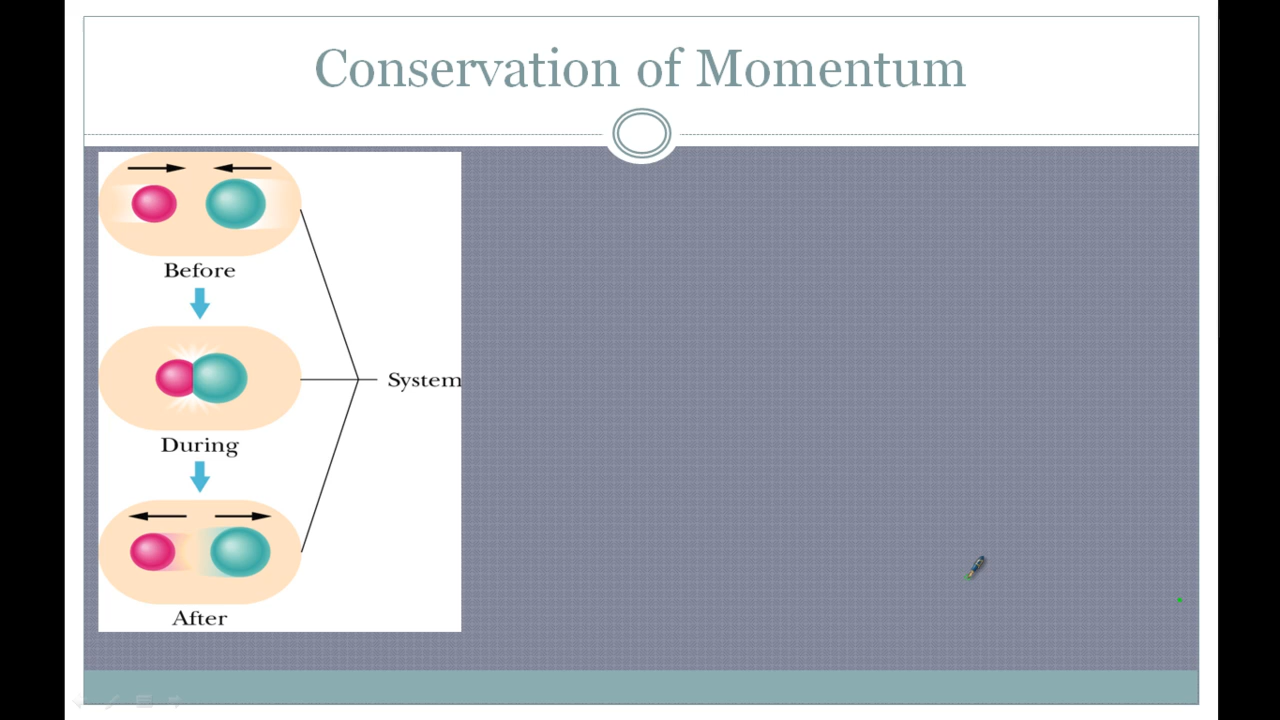 Conservation of Momentum
Before
System
During
After